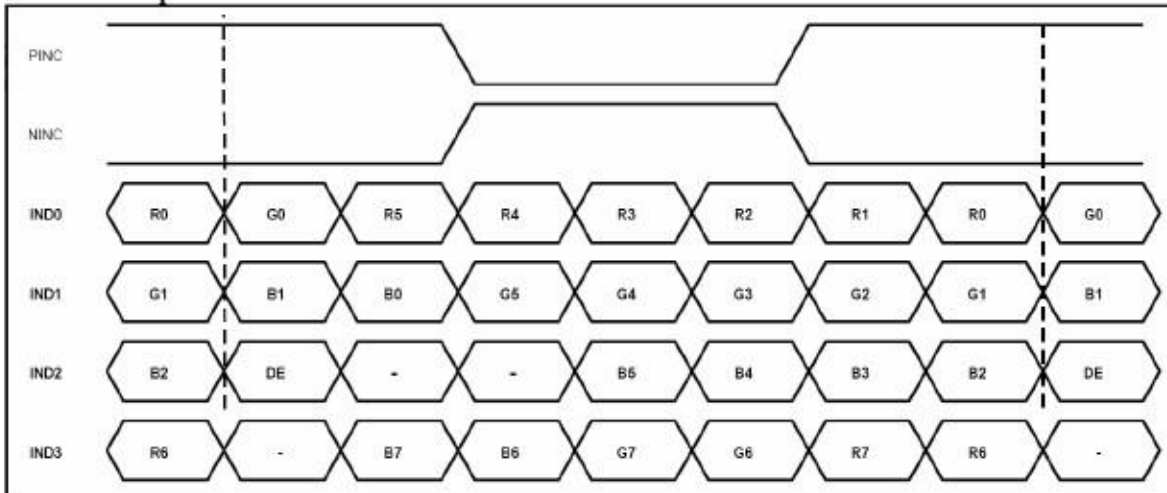 PINC
NINC
IND0 R0 G0 R5 R4 R3 R2 R1 R0 G0
IND1 G1 B1 B0 G5 G4 G3 G2 G1 B1
IND2 B2 DE - - B5 B4 B3 B2 DE
IND3 R6 - B7 B6 G7 G6 R7 R6 -